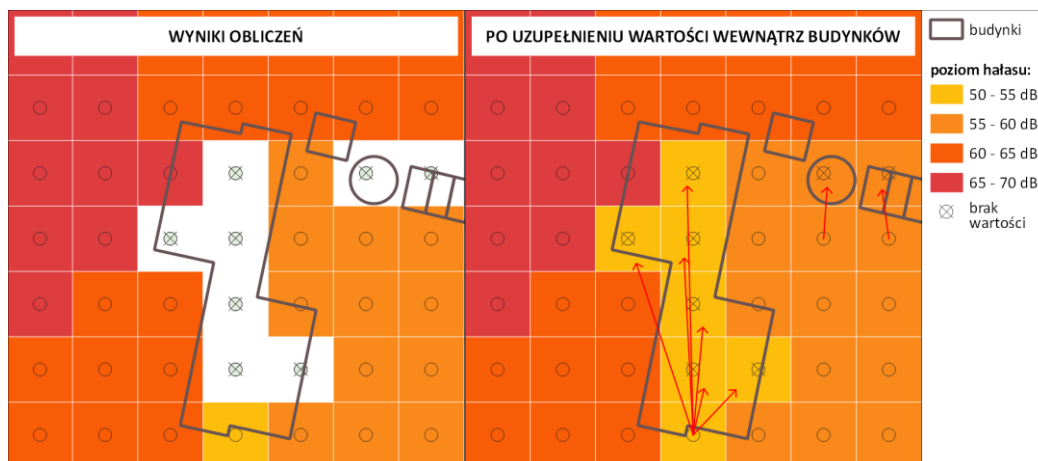 WYNIKI OBLICZEŃ
PO UZUPEŁNIENIU WARTOŚCI WEWNĄTRZ BUDYNKÓW
budynki
poziom hałasu:
50 - 55 dB
55 - 60 dB
60 - 65 dB
65 - 70 dB
brak
wartości